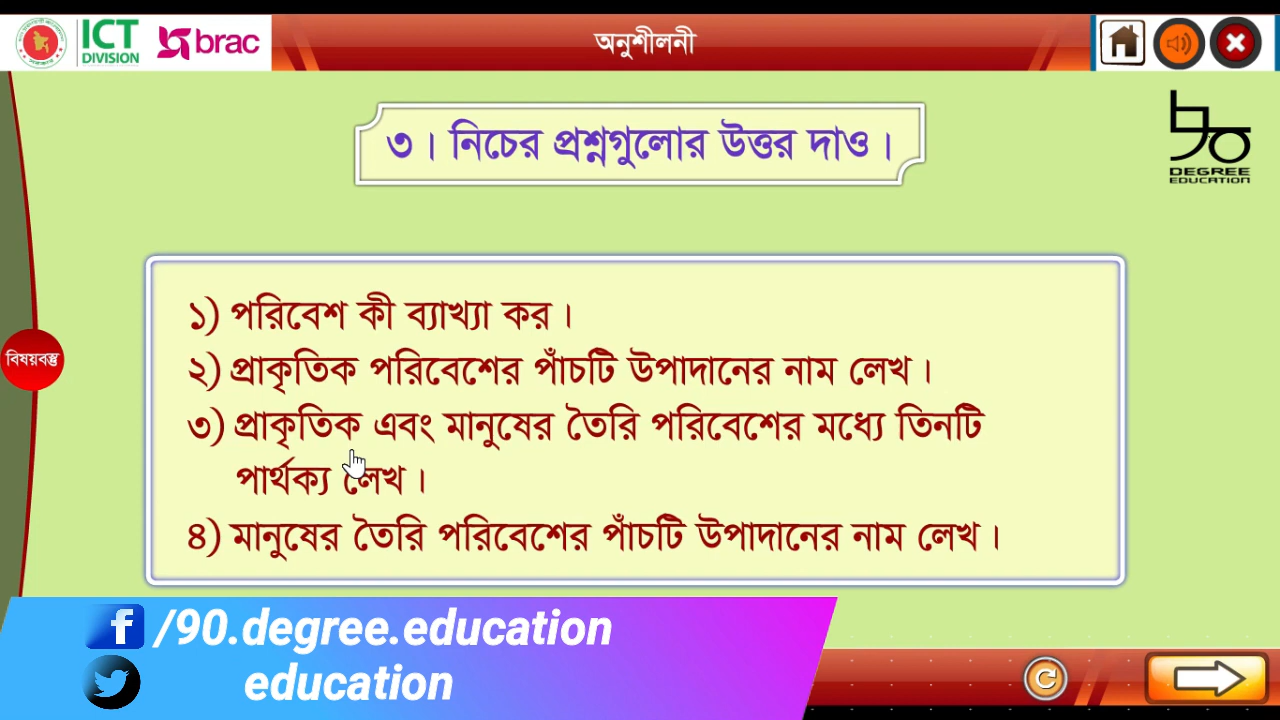 ICT
DIVISION
brac
অনুশীলনী
৩। নিচের প্রশ্নগুলোর উত্তর দাও।
৯০
DEGREE
EDUCATION
১) পরিবেশ কী ব্যাখ্যা কর।
২) প্রাকৃতিক পরিবেশের পাঁচটি উপাদানের নাম লেখ।
৩) প্রাকৃতিক এবং মানুষের তৈরি পরিবেশের মধ্যে তিনটি
পার্থক্য লেখ।
৪) মানুষের তৈরি পরিবেশের পাঁচটি উপাদানের নাম লেখ।
বিষয়বস্তু
/90.degree.education
education